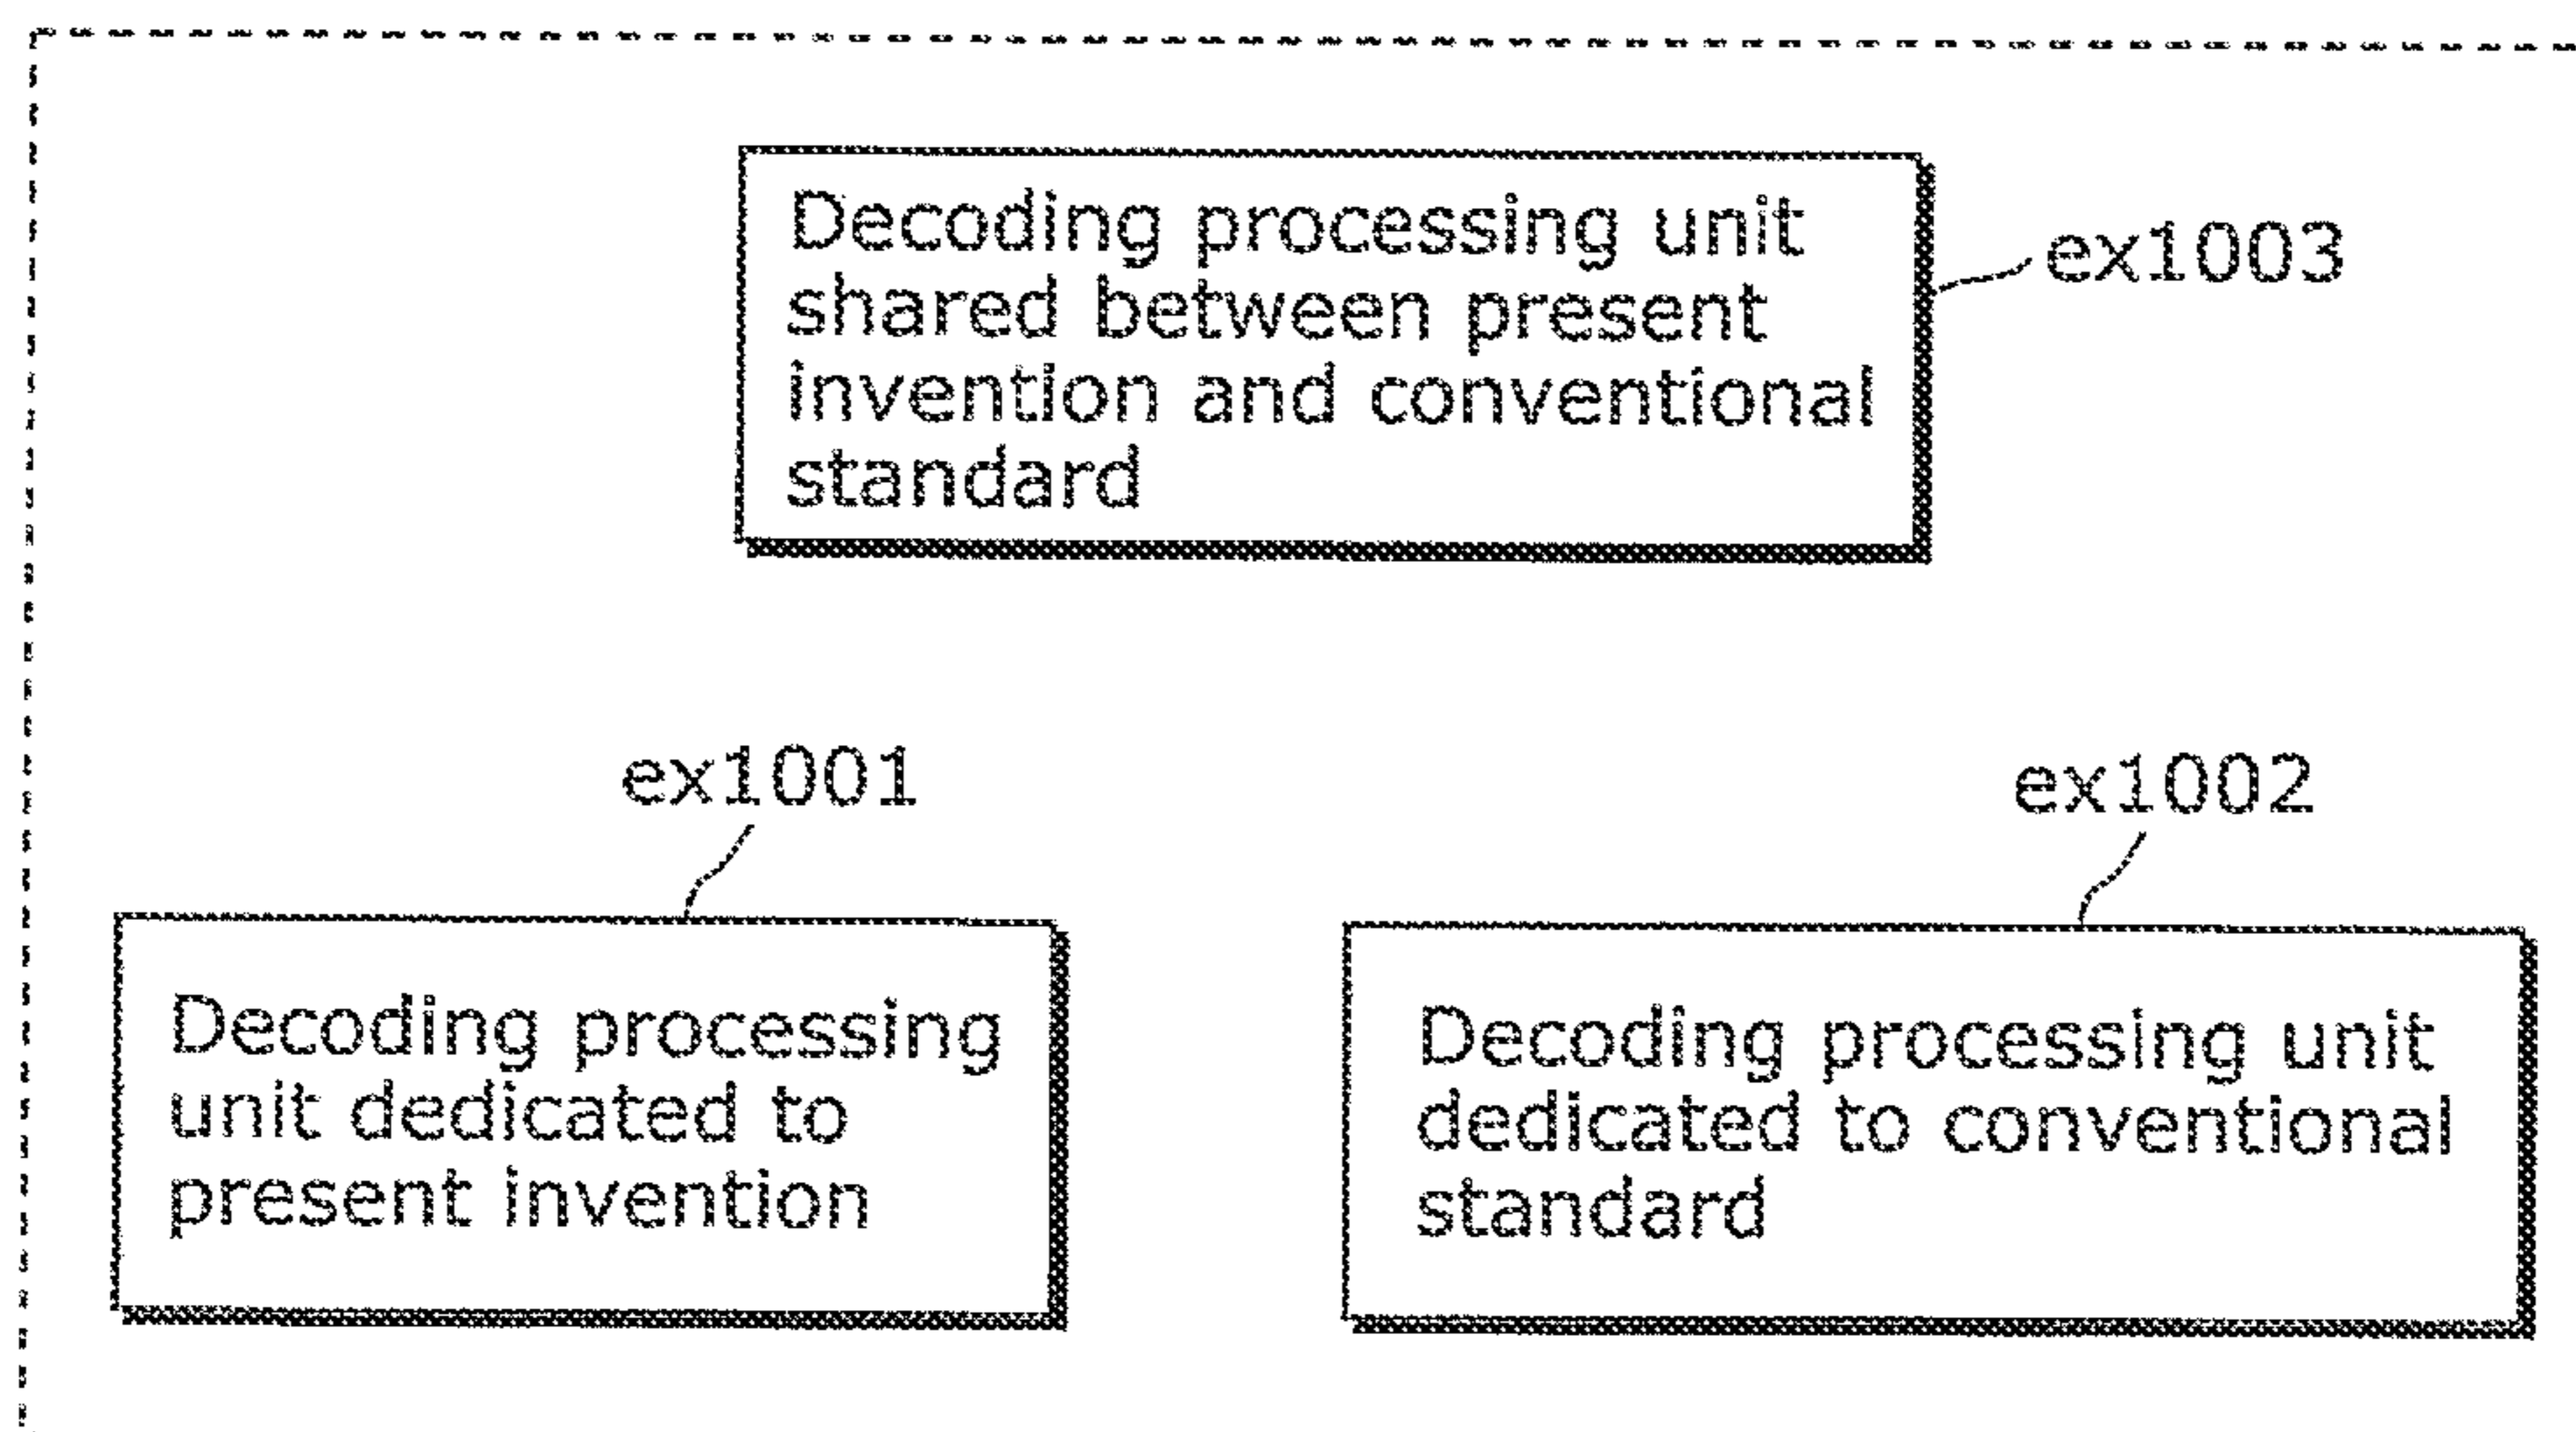 Decoding processing unit
shared between present
invention and conventional
standard
ex1003
ex1001
ex1002
Decoding processing
unit dedicated to
present invention
Decoding processing unit
dedicated to conventional
standard